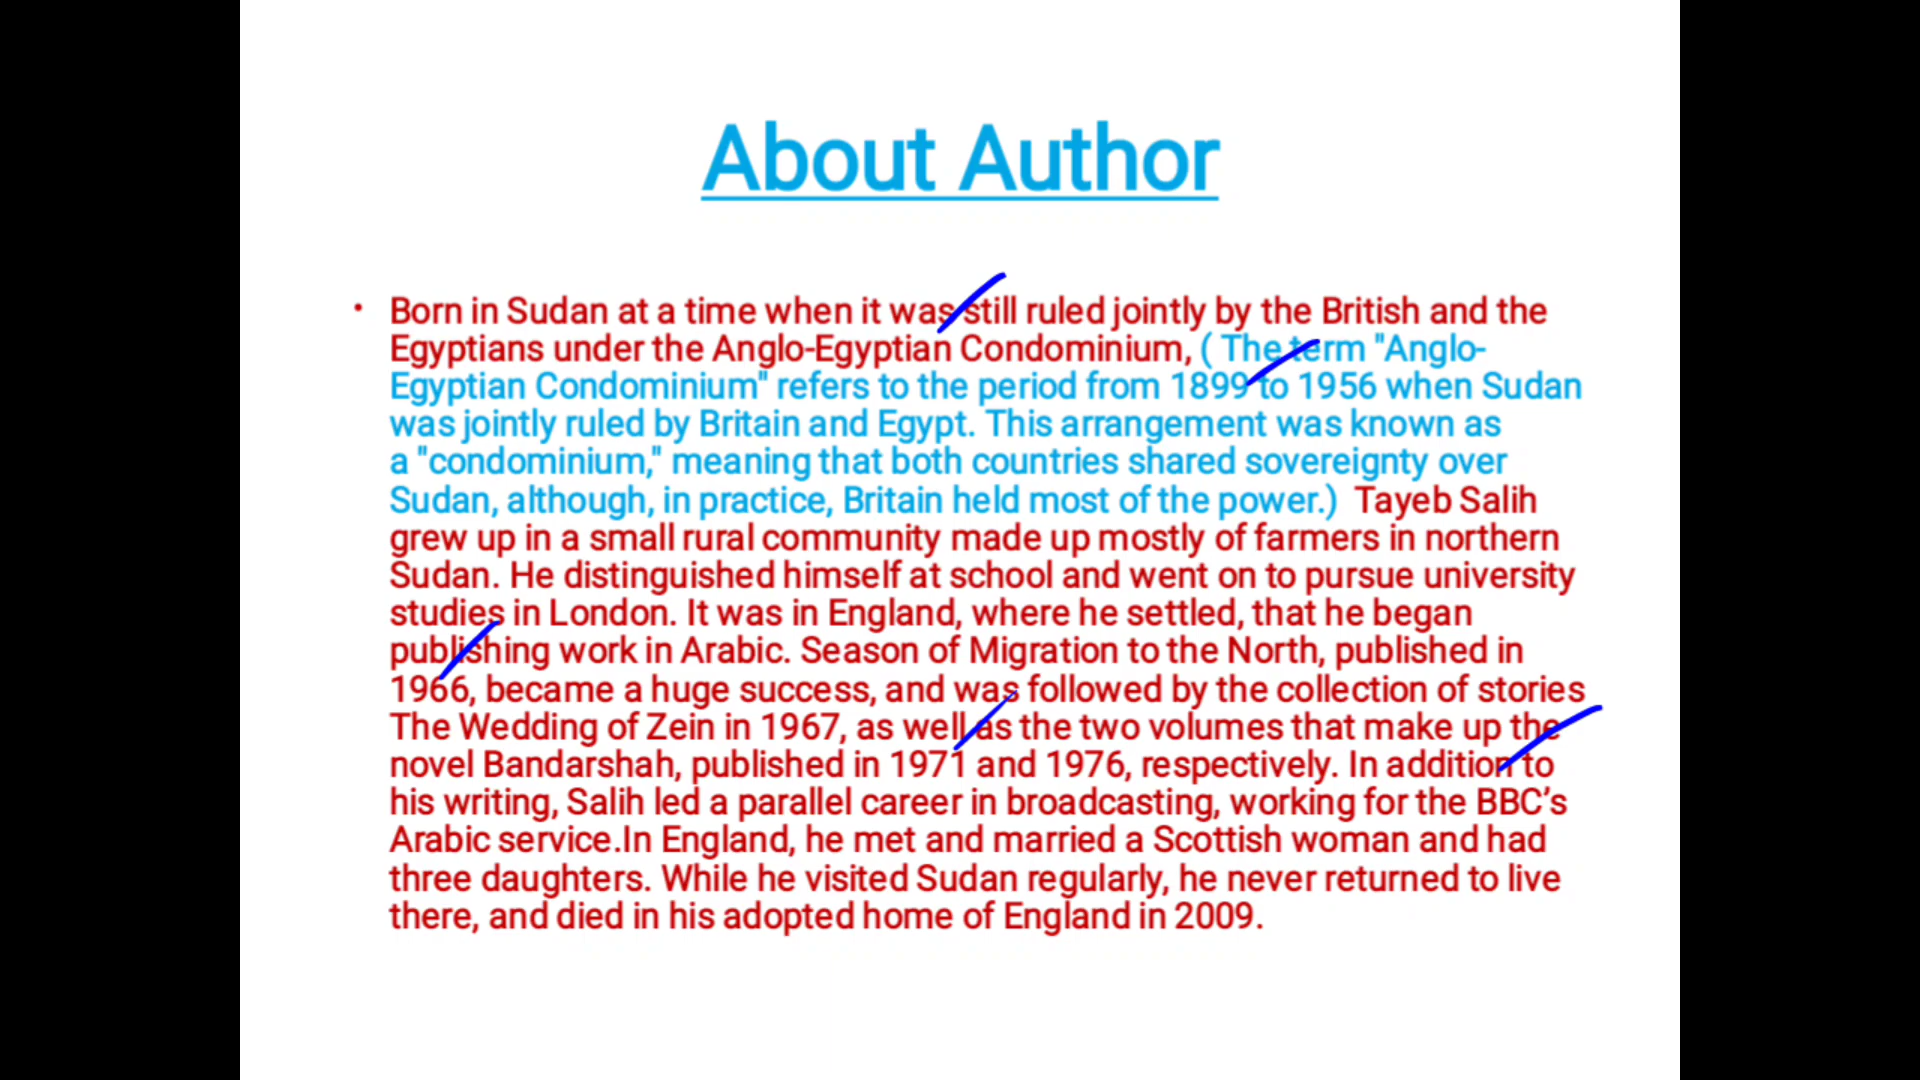 About Author
• Born in Sudan at a time when it was still ruled jointly by the British and the
Egyptians under the Anglo-Egyptian Condominium, ( The term "Anglo-
Egyptian Condominium" refers to the period from 1899 to 1956 when Sudan
was jointly ruled by Britain and Egypt. This arrangement was known as
a "condominium," meaning that both countries shared sovereignty over
Sudan, although, in practice, Britain held most of the power.) Tayeb Salih
grew up in a small rural community made up mostly of farmers in northern
Sudan. He distinguished himself at school and went on to pursue university
studies in London. It was in England, where he settled, that he began
publishing work in Arabic. Season of Migration to the North, published in
1966, became a huge success, and was followed by the collection of stories
The Wedding of Zein in 1967, as well as the two volumes that make up the
novel Bandarshah, published in 1971 and 1976, respectively. In addition to
his writing, Salih led a parallel career in broadcasting, working for the BBC’s
Arabic service.In England, he met and married a Scottish woman and had
three daughters. While he visited Sudan regularly, he never returned to live
there, and died in his adopted home of England in 2009.